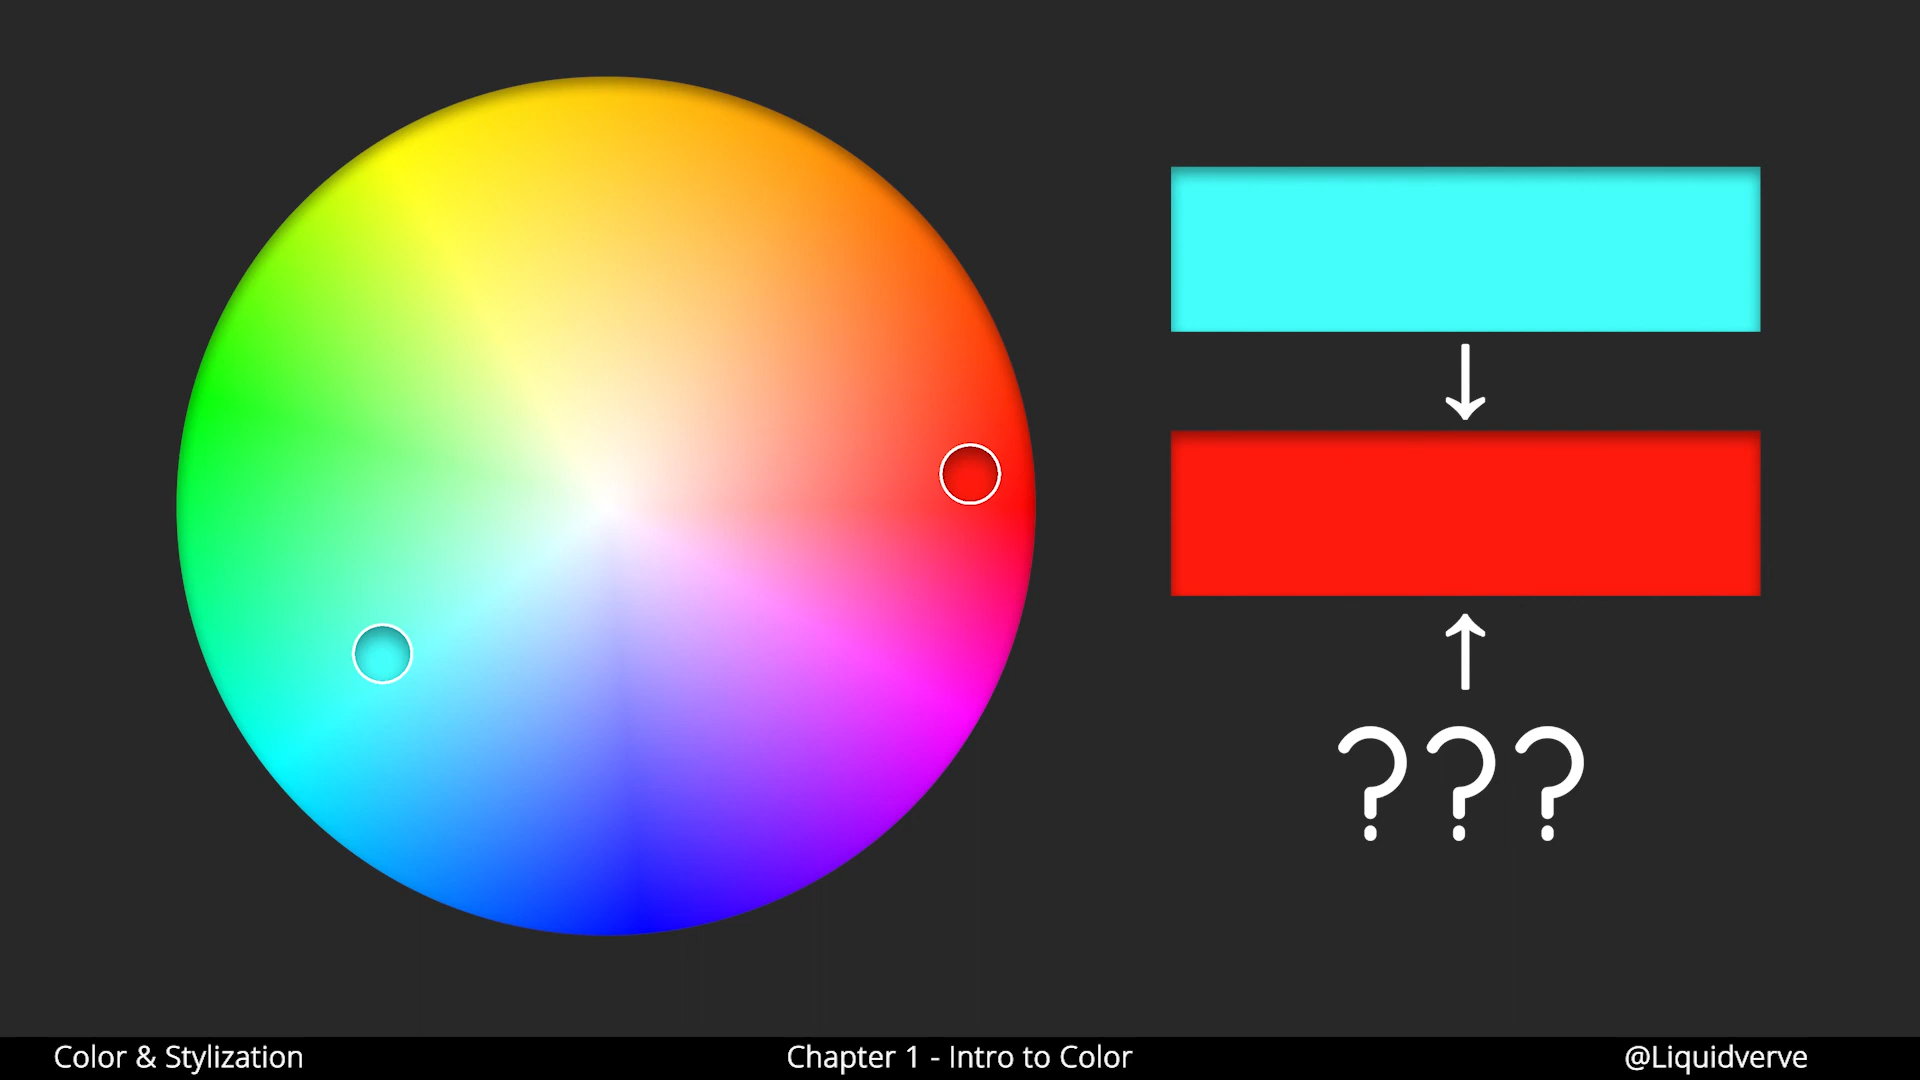 ???
Color & Stylization
Chapter 1 - Intro to Color
@Liquidverve